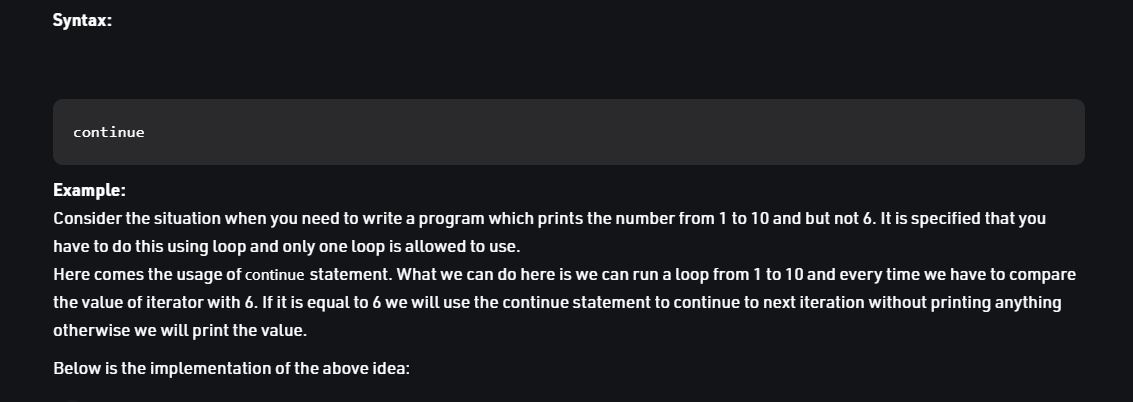 Syntax:
continue
Example:
Consider the situation when you need to write a program which prints the number from 1 to 10 and but not 6. It is specified that you
have to do this using loop and only one loop is allowed to use.
Here comes the usage of continue statement. What we can do here is we can run a loop from 1 to 10 and every time we have to compare
the value of iterator with 6. If it is equal to 6 we will use the continue statement to continue to next iteration without printing anything
otherwise we will print the value.
Below is the implementation of the above idea: